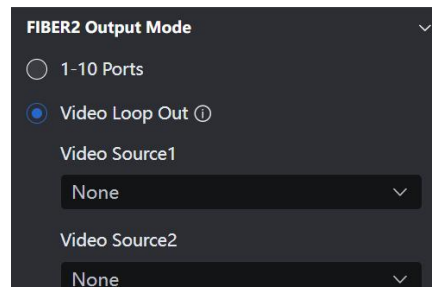 FIBER2 Output Mode
1-10 Ports
Video Loop Out
Video Source1
None
Video Source2
None